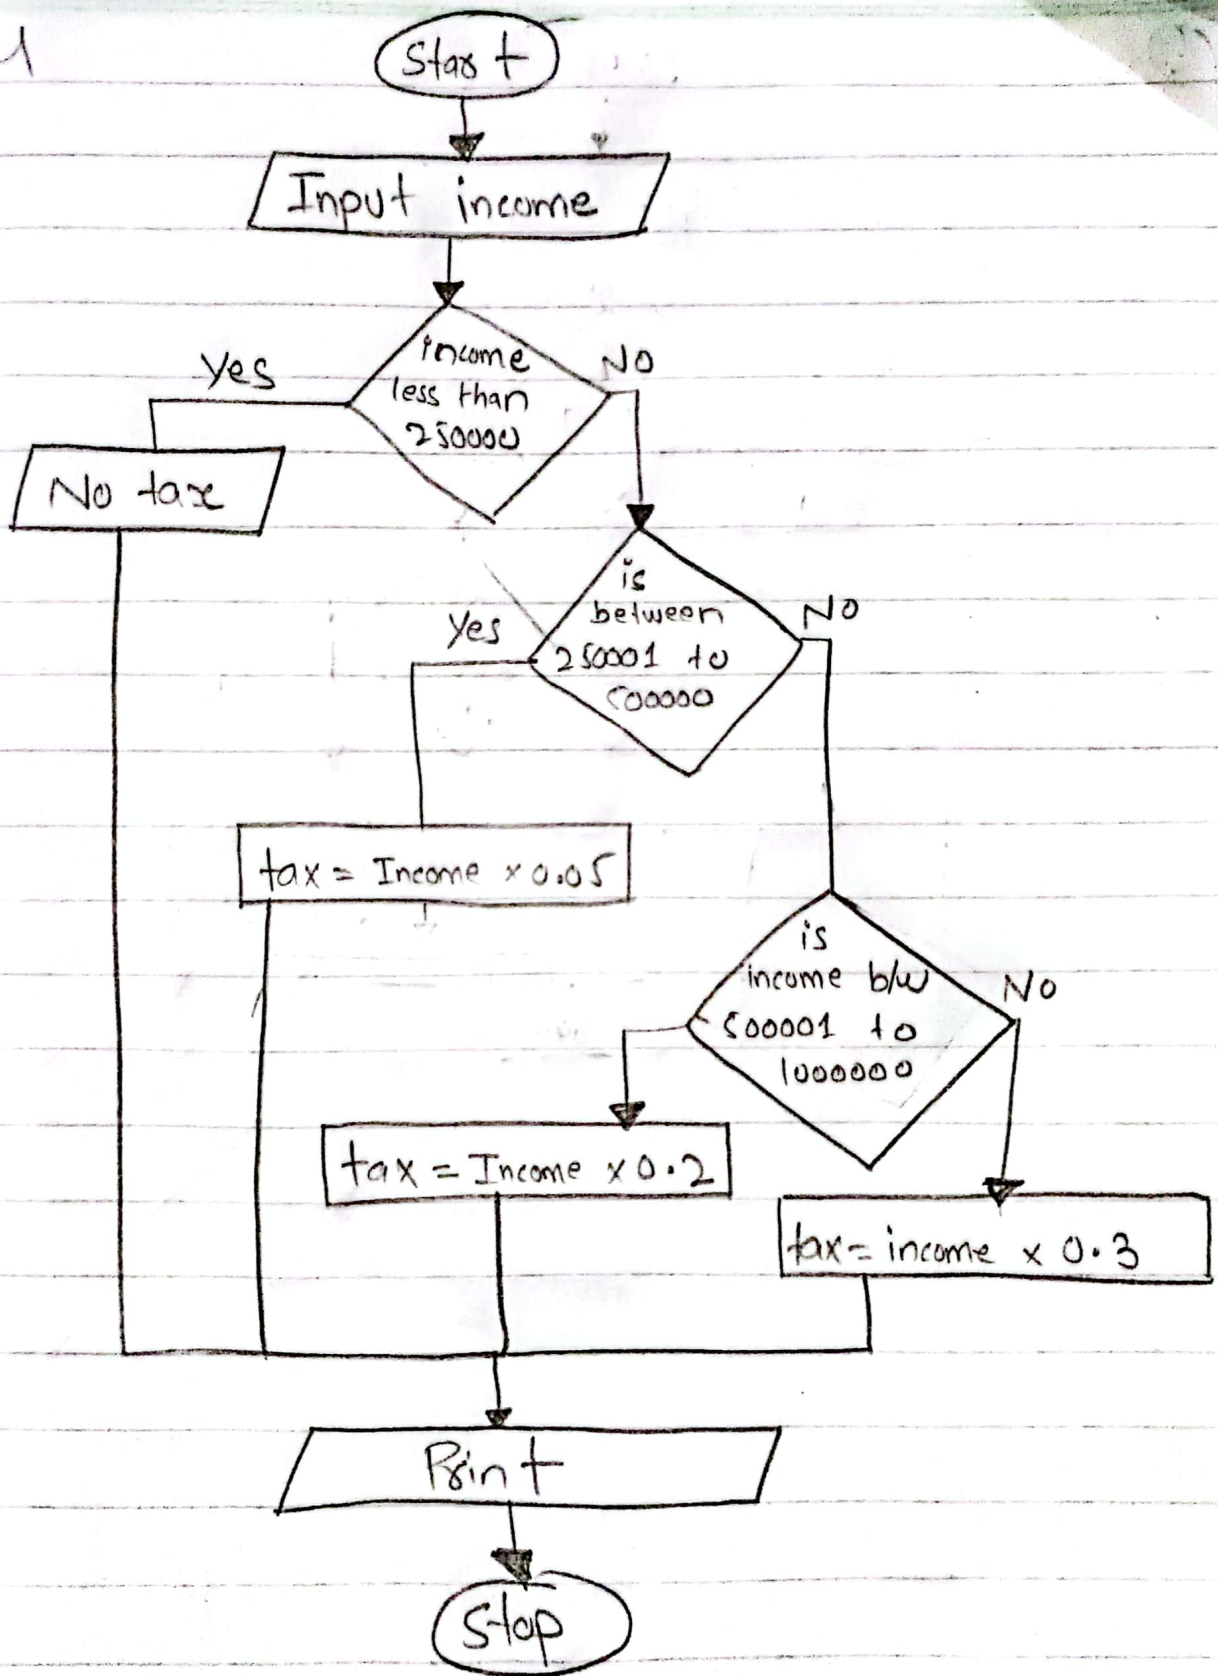 1
Start
Input income
income
less than
250000
Yes
No
No tax
is
between
250001 to
500000
Yes
No
tax = Income × 0.05
is
income b/w
500001 to
1000000
No
tax = Income × 0.2
tax = income × 0.3
Print
Stop